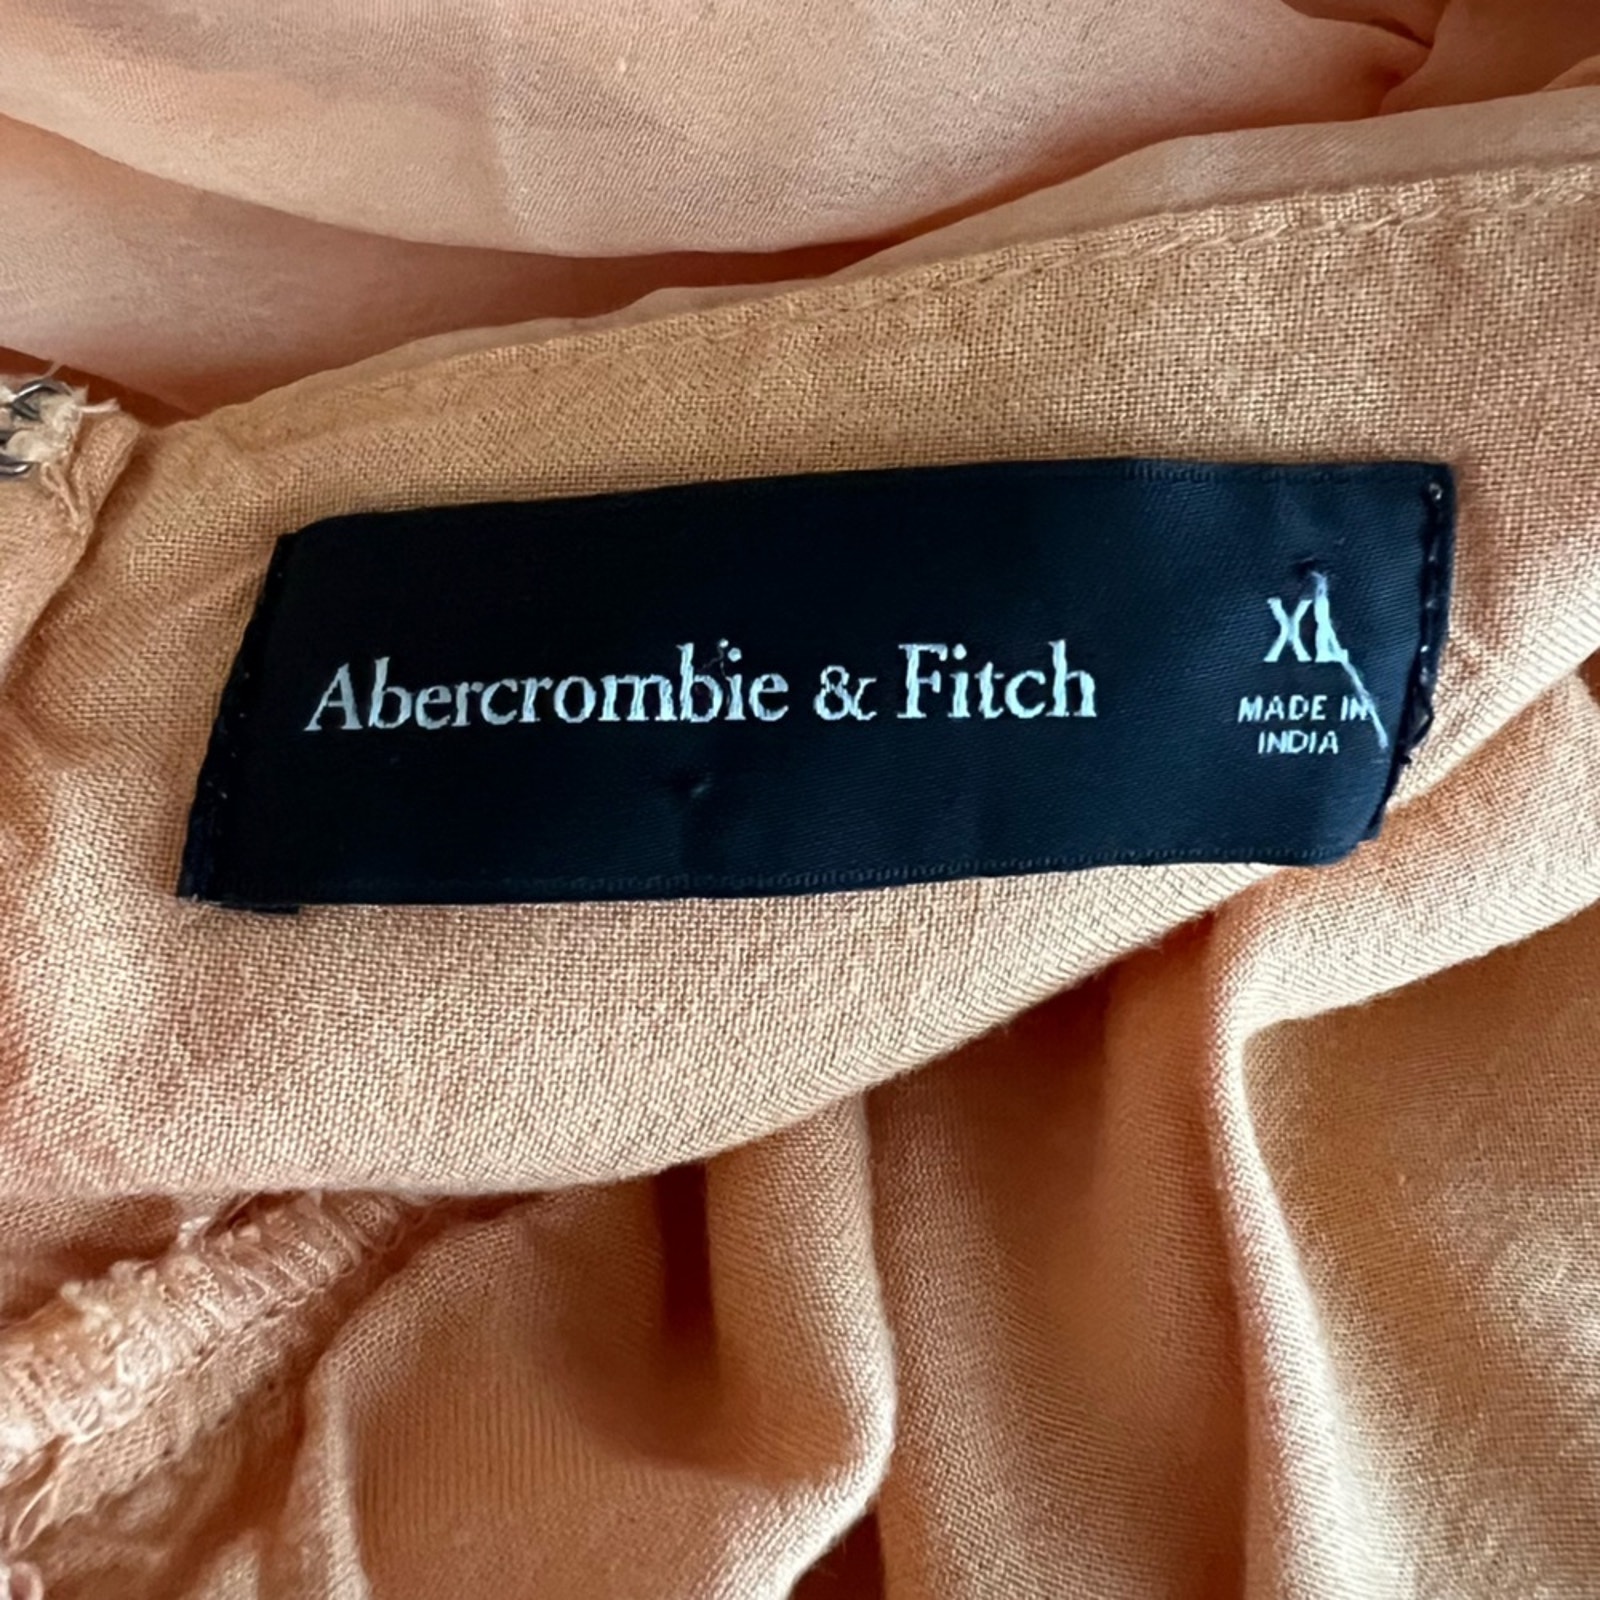 Abercrombie & Fitch
XL
MADE IN
INDIA